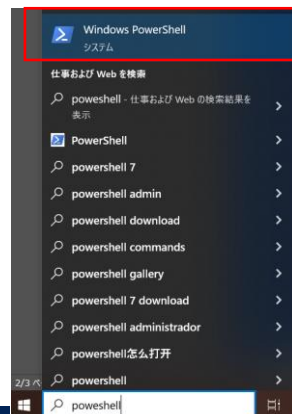 Windows PowerShell
システム
仕事および Web を検索
poweshell - 仕事および Web の検索結果を
表示
PowerShell
powershell 7
powershell admin
powershell download
powershell commands
powershell gallery
powershell 7 download
powershell administrador
powershell怎么打开
powershell
2/3 ペ
poweshell